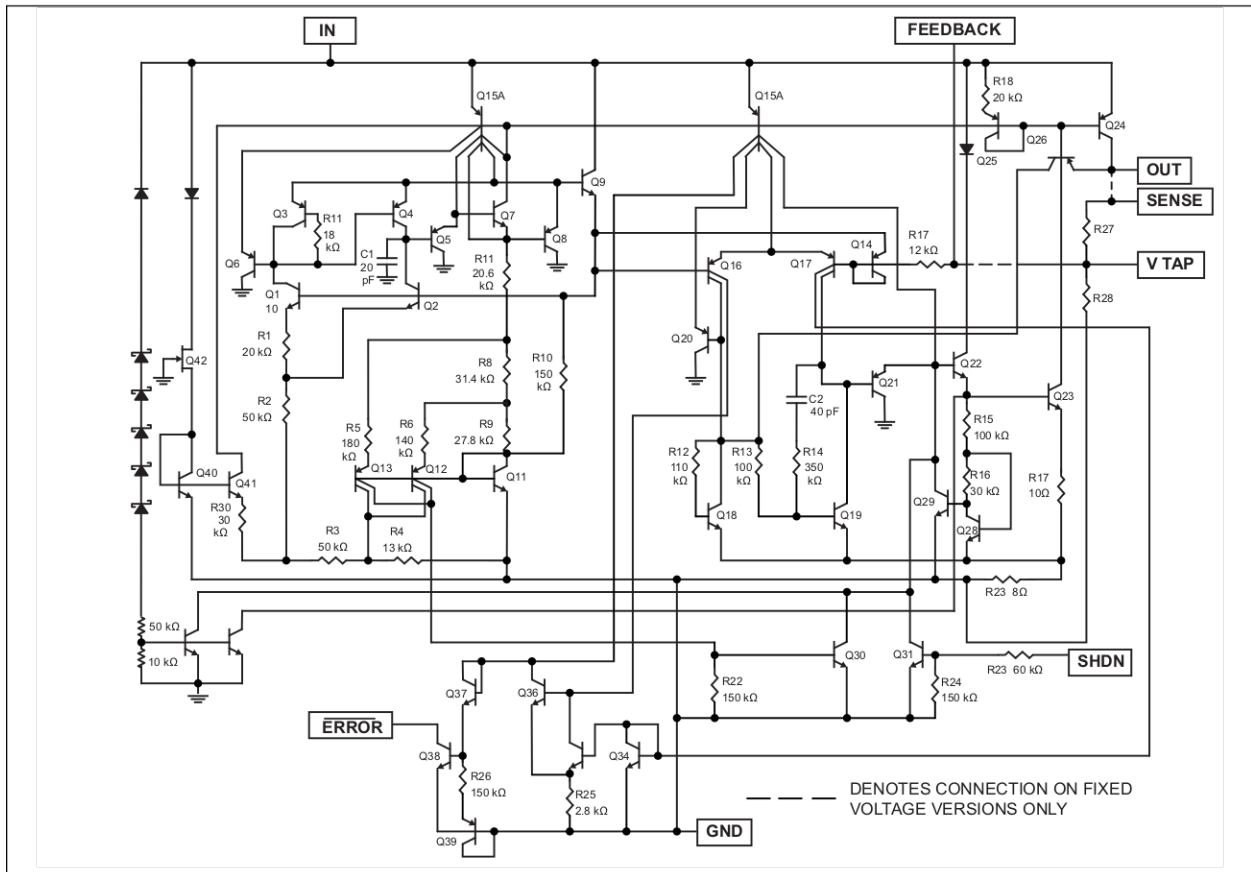 IN
FEEDBACK
R18
20 kΩ
Q15A
Q15A
Q26
Q24
Q25
OUT
SENSE
Q9
Q3
R11
18
kΩ
Q4
Q7
Q5
Q8
Q6
C1
20
pF
R11
20.6
kΩ
Q16
Q17
Q14
R17
12 kΩ
R27
V TAP
R28
Q1
10
Q2
R1
20 kΩ
Q42
Q20
R8
31.4 kΩ
R10
150
kΩ
Q22
Q21
C2
40 pF
Q23
R2
50 kΩ
R5
180
kΩ
R6
140
kΩ
R9
27.8 kΩ
R15
100 kΩ
R12
110
kΩ
R13
100
kΩ
R14
350
kΩ
Q40
Q41
Q13
Q12
Q11
R16
30 kΩ
R17
10Ω
Q29
Q28
R30
30
kΩ
Q18
Q19
R3
50 kΩ
R4
13 kΩ
R23 8Ω
50 kΩ
10 kΩ
Q30
Q31
R23 60 kΩ
SHDN
R22
150 kΩ
R24
150 kΩ
Q37
Q36
ERROR
Q38
Q34
R26
150 kΩ
R25
2.8 kΩ
Q39
GND
DENOTES CONNECTION ON FIXED
VOLTAGE VERSIONS ONLY